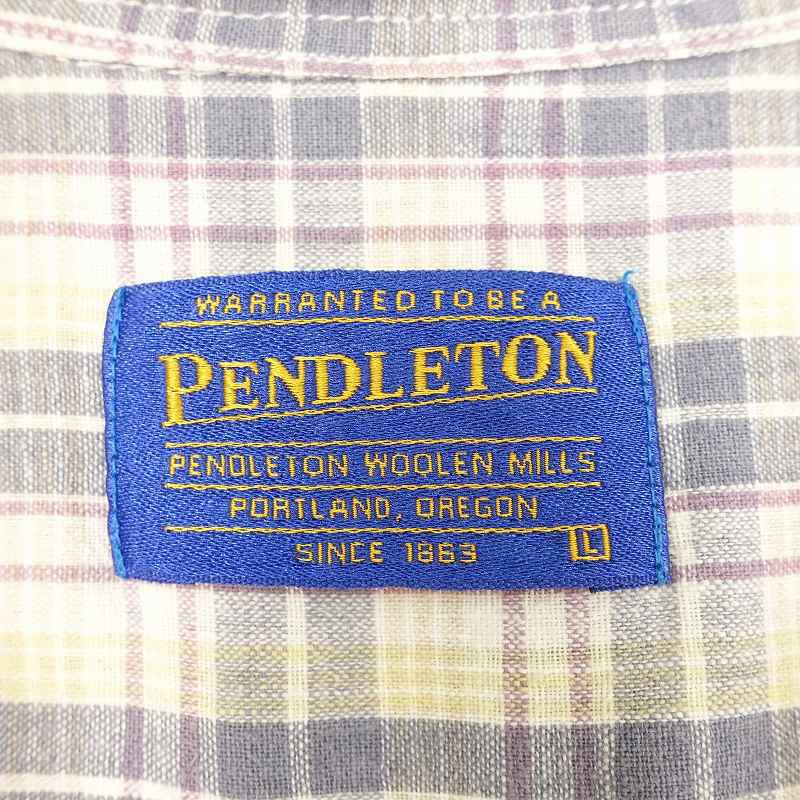 WARRANTED TO BE A
PENDLETON
PENDLETON WOOLEN MILLS
PORTLAND, OREGON
SINCE 1863 L